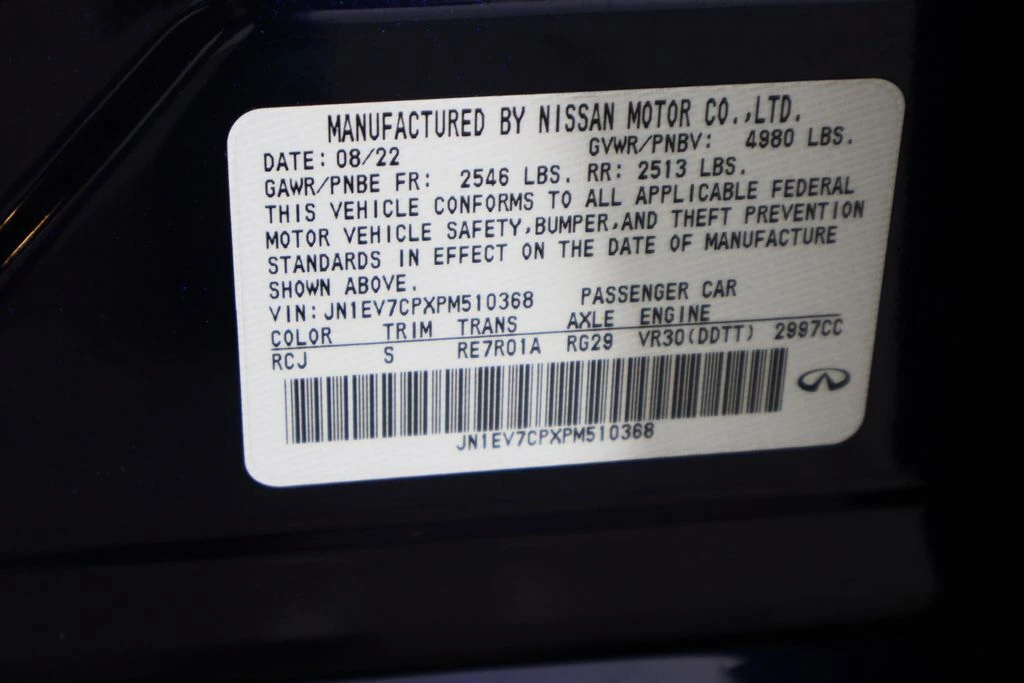 MANUFACTURED BY NISSAN MOTOR CO.,LTD.
DATE: 08/22 GVWR/PNBV: 4980 LBS.
GAWR/PNBE FR: 2546 LBS. RR: 2513 LBS.
THIS VEHICLE CONFORMS TO ALL APPLICABLE FEDERAL
MOTOR VEHICLE SAFETY,BUMPER,AND THEFT PREVENTION
STANDARDS IN EFFECT ON THE DATE OF MANUFACTURE
SHOWN ABOVE.
VIN:JN1EV7CPXPM510368 PASSENGER CAR
COLOR TRIM TRANS AXLE ENGINE
RCJ S RE7R01A RG29 VR30(DDTT) 2997CC
JN1EV7CPXPM510368